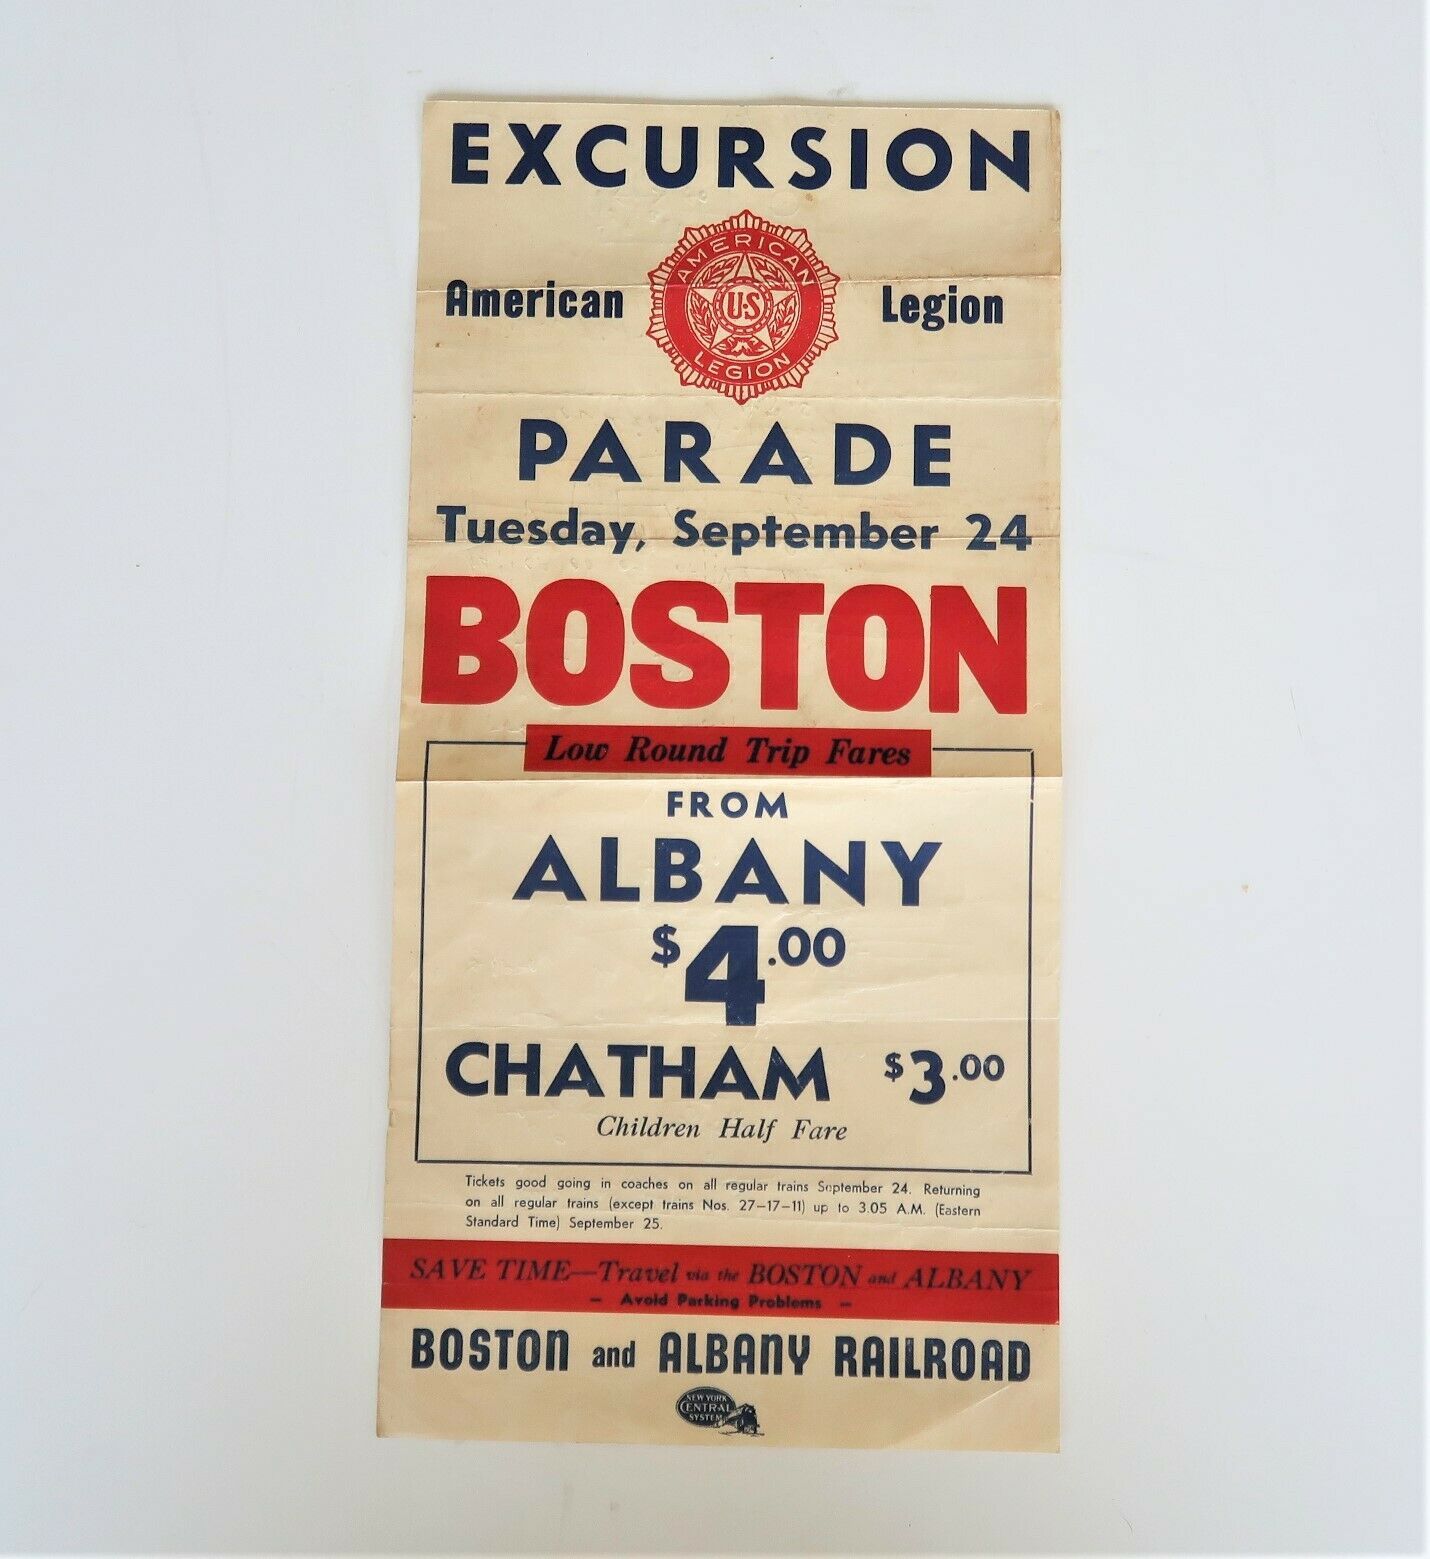 EXCURSION
American Legion
AMERICAN
U·S
LEGION
PARADE
Tuesday, September 24
BOSTON
Low Round Trip Fares
FROM
ALBANY
$4.00
CHATHAM $3.00
Children Half Fare
Tickets good going in coaches on all regular trains September 24. Returning
on all regular trains (except trains Nos. 27–17–11) up to 3.05 A.M. (Eastern
Standard Time) September 25.
SAVE TIME—Travel via the BOSTON and ALBANY
– Avoid Parking Problems –
BOSTON and ALBANY RAILROAD
NEW YORK
CENTRAL
SYSTEM